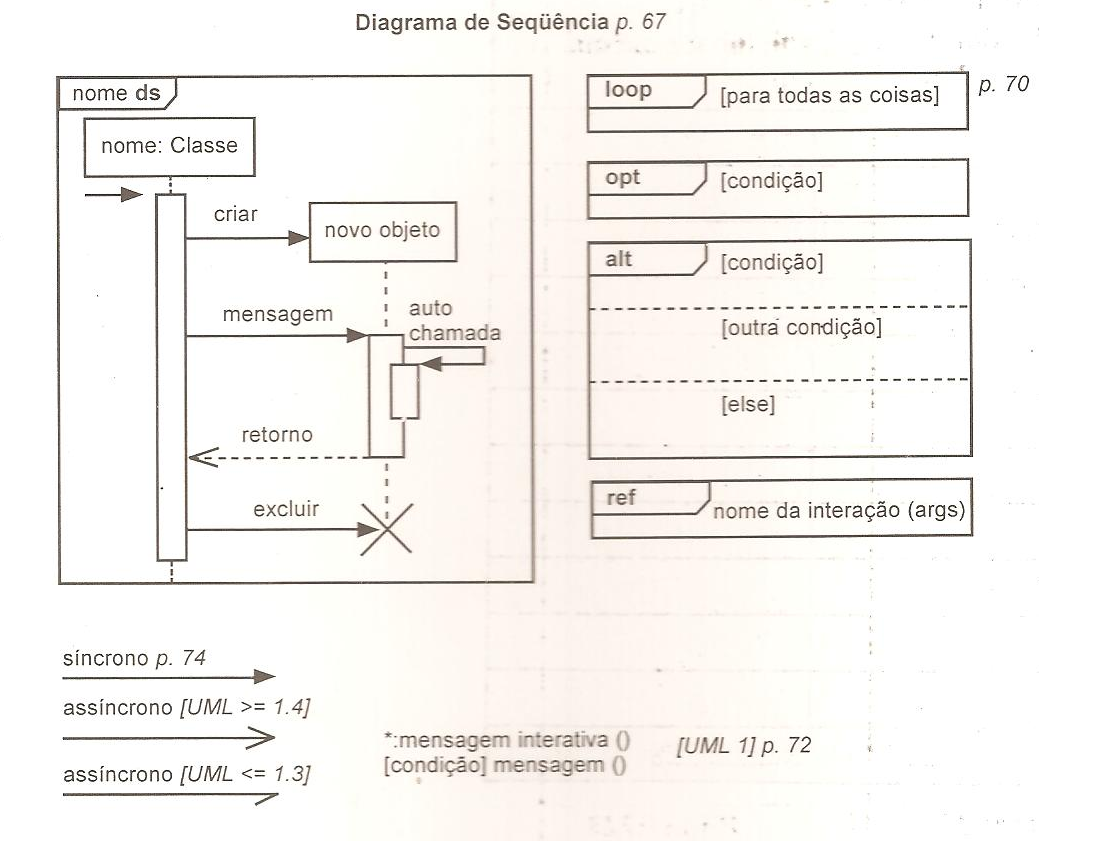 Diagrama de Seqüência p. 67
nome ds
nome: Classe
criar
novo objeto
mensagem
auto
chamada
retorno
excluir
loop
[para todas as coisas]
p. 70
opt
[condição]
alt
[condição]
[outra condição]
[else]
ref
nome da interação (args)
síncrono p. 74
assíncrono [UML >= 1.4]
assíncrono [UML <= 1.3]
*:mensagem interativa ()
[condição] mensagem ()
[UML 1] p. 72